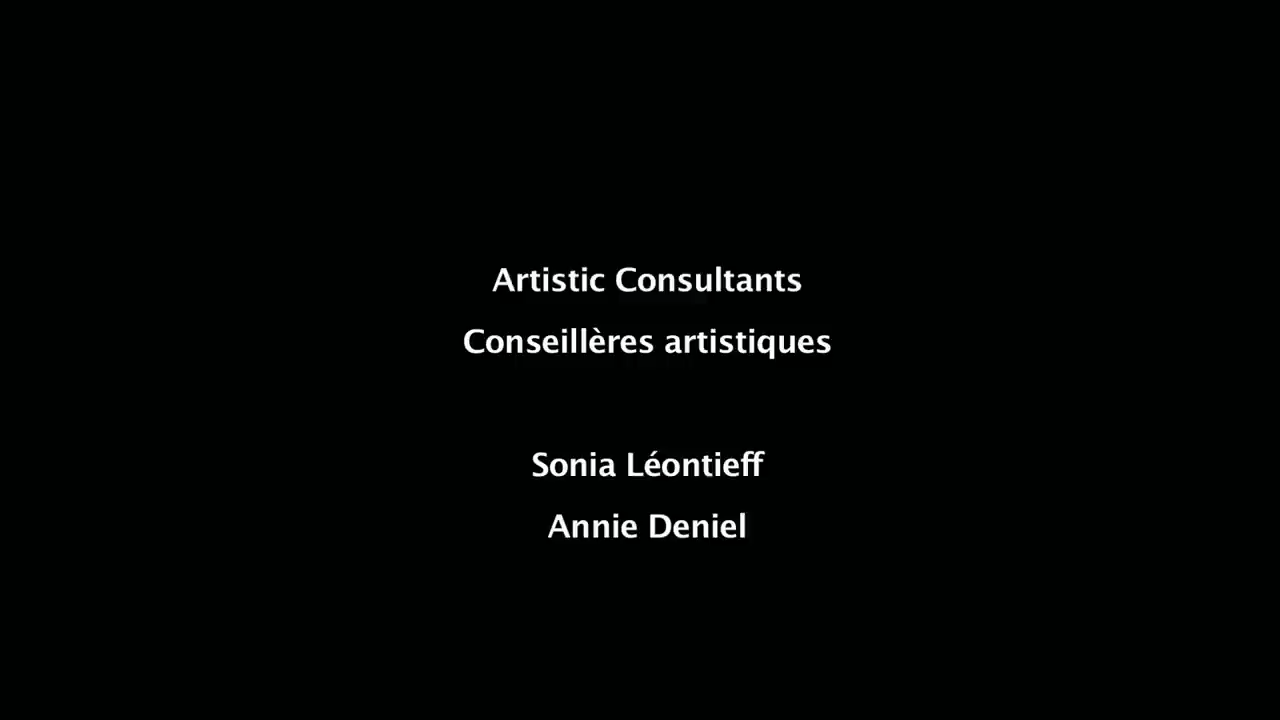 Artistic Consultants
Conseillères artistiques
Sonia Léontieff
Annie Deniel